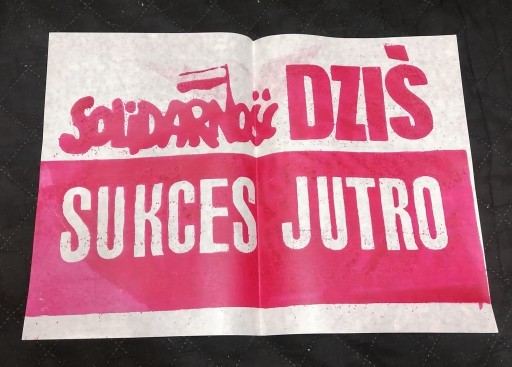 SOLIDARNOŚĆ DZIŚ
SUKCES JUTRO